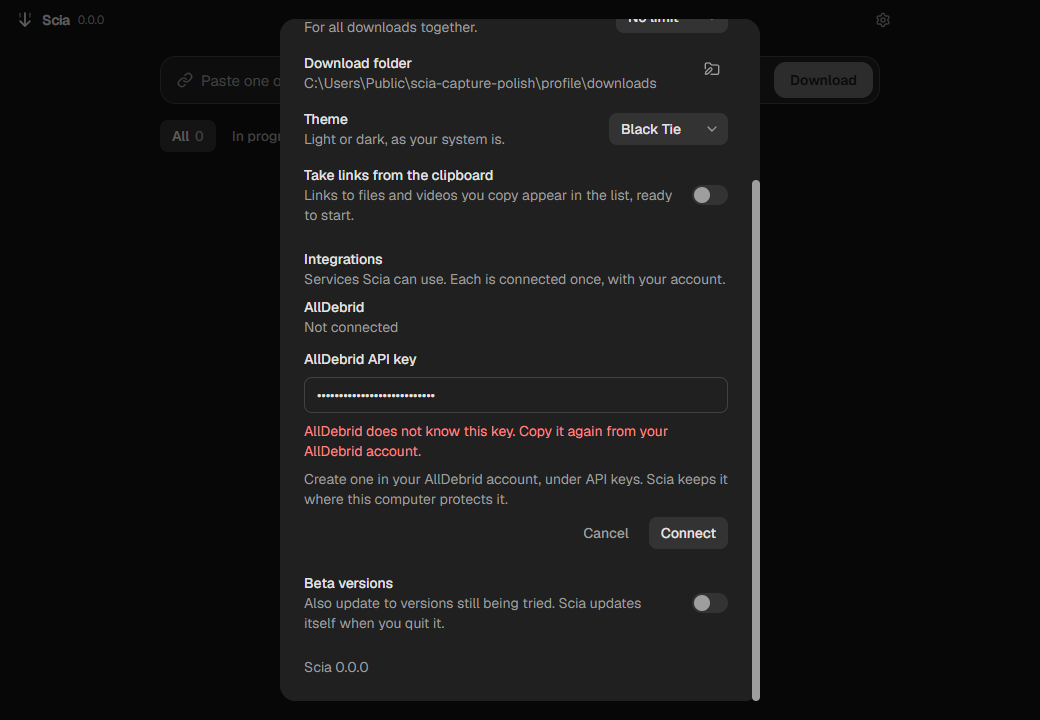 Scia 0.0.0
For all downloads together.
No limit
Download folder
C:\Users\Public\scia-capture-polish\profile\downloads
Paste one o
Download
Theme
Light or dark, as your system is.
Black Tie
All 0
In progr
Take links from the clipboard
Links to files and videos you copy appear in the list, ready
to start.
Integrations
Services Scia can use. Each is connected once, with your account.
AllDebrid
Not connected
AllDebrid API key
AllDebrid does not know this key. Copy it again from your
AllDebrid account.
Create one in your AllDebrid account, under API keys. Scia keeps it
where this computer protects it.
Cancel
Connect
Beta versions
Also update to versions still being tried. Scia updates
itself when you quit it.
Scia 0.0.0